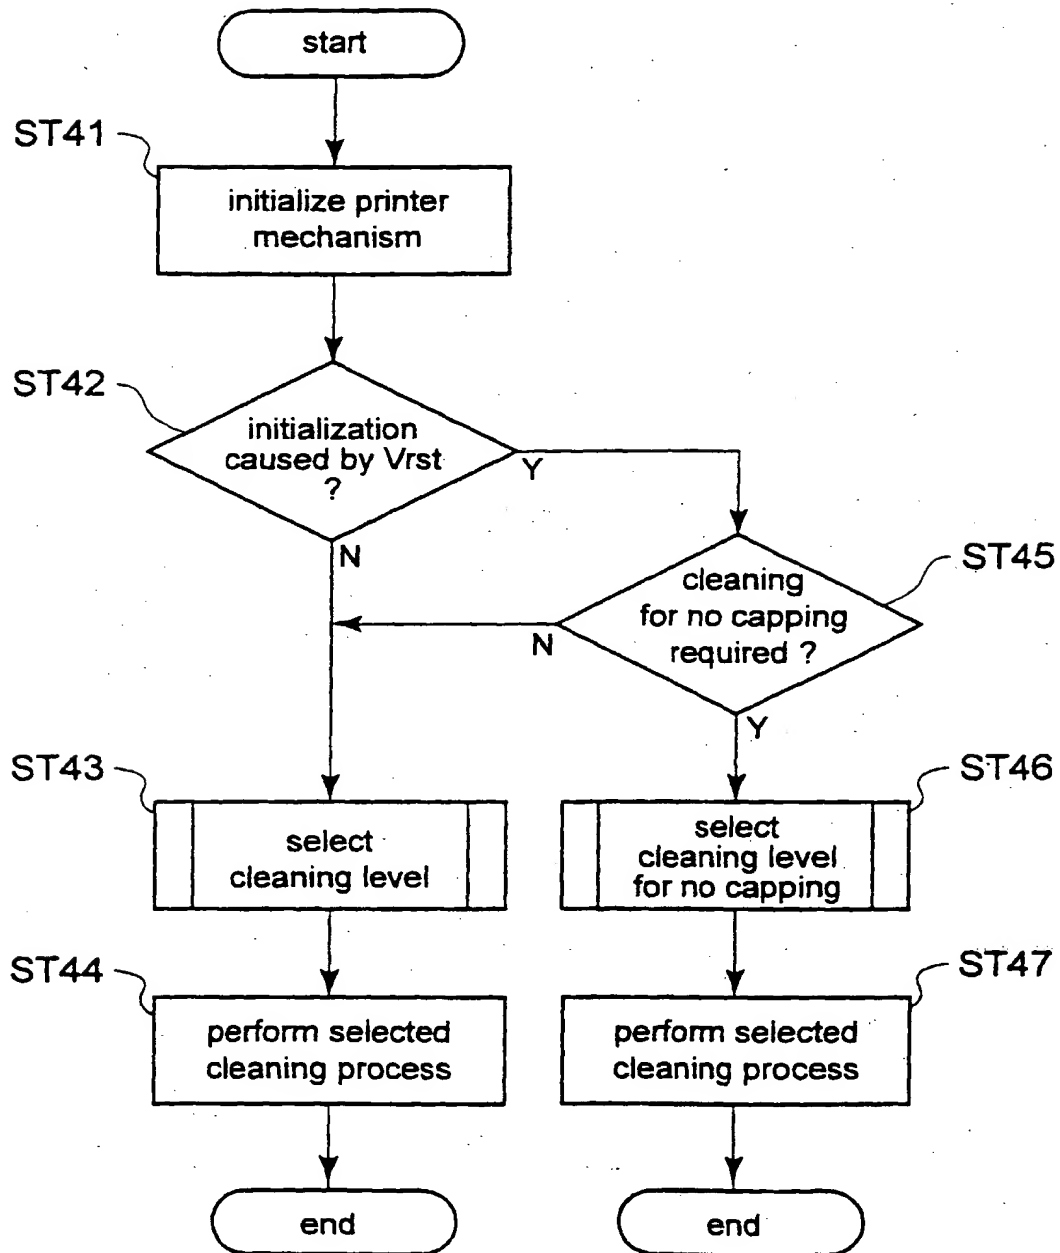 start
ST41
initialize printer
mechanism
ST42
initialization
caused by Vrst
?
Y
N
ST45
cleaning
for no capping
required ?
N
Y
ST43
select
cleaning level
ST46
select
cleaning level
for no capping
ST44
perform selected
cleaning process
ST47
perform selected
cleaning process
end
end